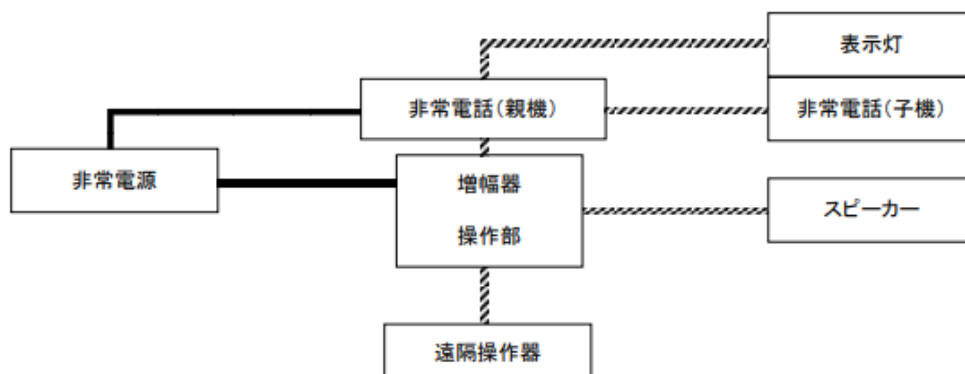 表示灯
非常電話(親機)
非常電話(子機)
非常電源
増幅器
操作部
スピーカー
遠隔操作器